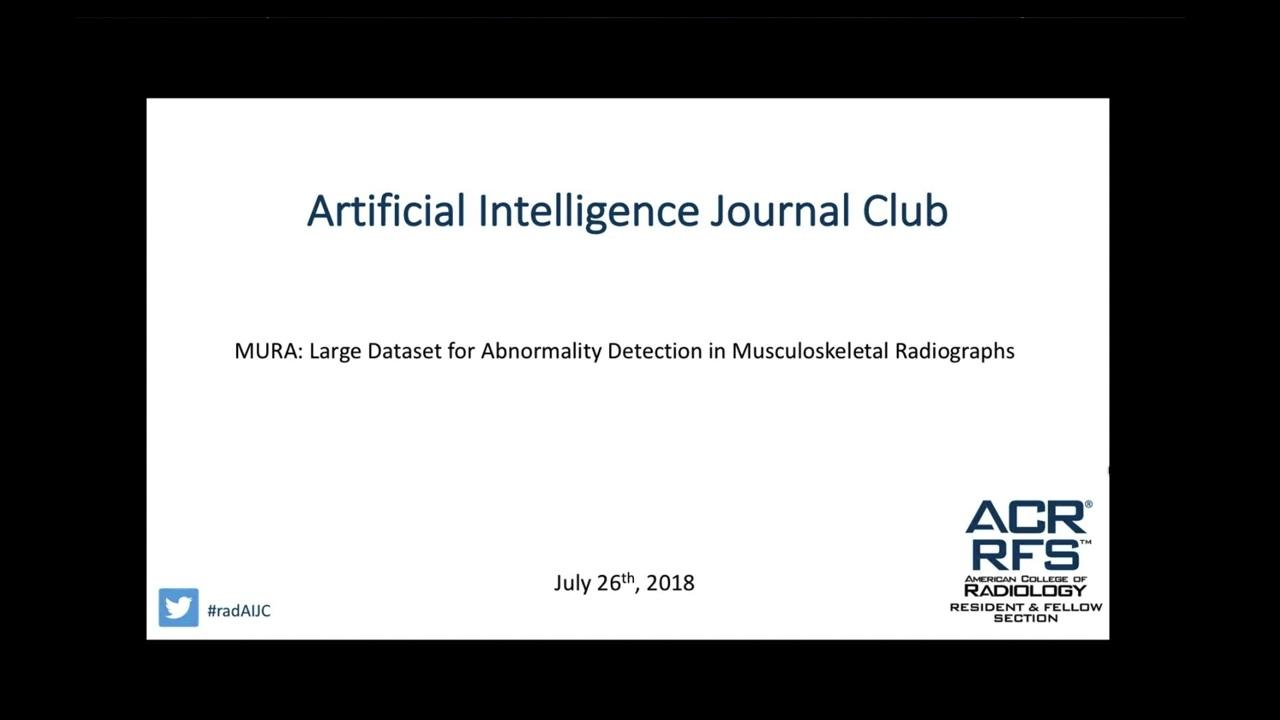 Artificial Intelligence Journal Club
MURA: Large Dataset for Abnormality Detection in Musculoskeletal Radiographs
July 26th, 2018
#radAIJC
ACR®
RFS™
AMERICAN COLLEGE OF
RADIOLOGY
RESIDENT & FELLOW
SECTION